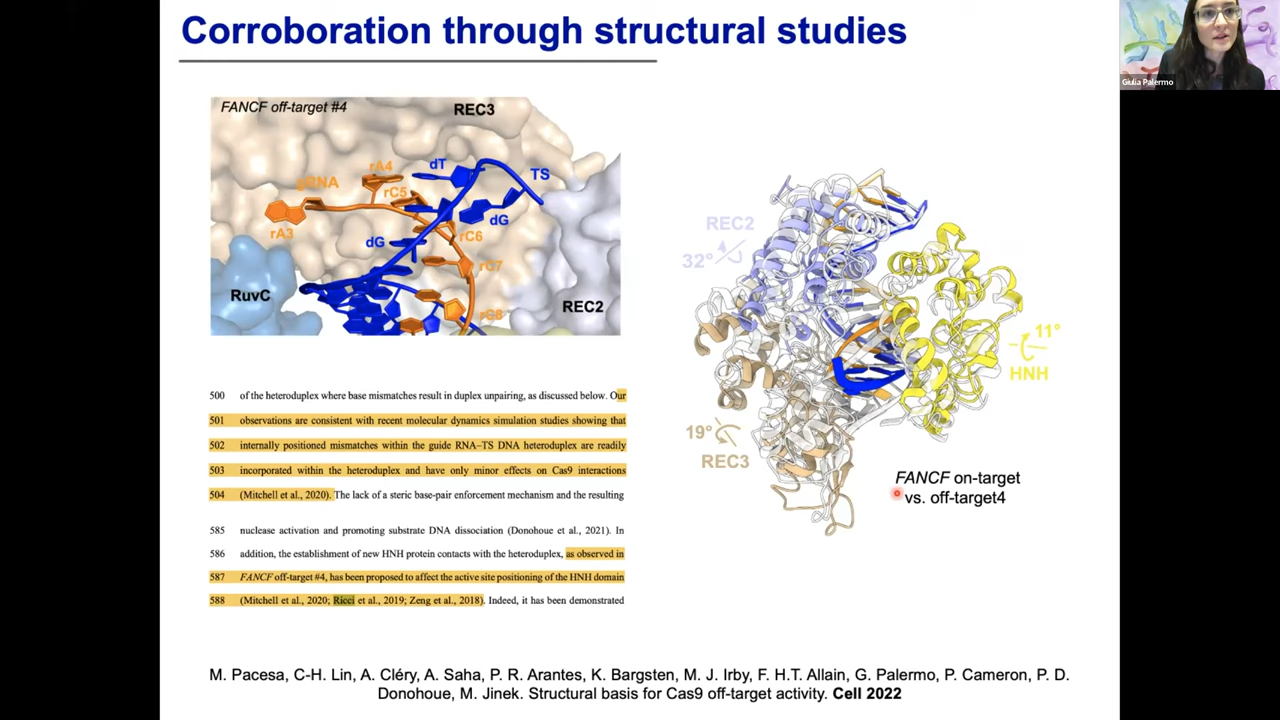 Corroboration through structural studies
Giulia Palermo
FANCF off-target #4
REC3
gRNA
rA4
dT
TS
rC5
rA3
dG
dG
rC6
rC7
RuvC
REC2
rC8
REC2
32°
11°
HNH
19°
REC3
FANCF on-target
vs. off-target4
500 of the heteroduplex where base mismatches result in duplex unpairing, as discussed below. Our
501 observations are consistent with recent molecular dynamics simulation studies showing that
502 internally positioned mismatches within the guide RNA–TS DNA heteroduplex are readily
503 incorporated within the heteroduplex and have only minor effects on Cas9 interactions
504 (Mitchell et al., 2020). The lack of a steric base-pair enforcement mechanism and the resulting
585 nuclease activation and promoting substrate DNA dissociation (Donohoue et al., 2021). In
586 addition, the establishment of new HNH protein contacts with the heteroduplex, as observed in
587 FANCF off-target #4, has been proposed to affect the active site positioning of the HNH domain
588 (Mitchell et al., 2020; Ricci et al., 2019; Zeng et al., 2018). Indeed, it has been demonstrated
M. Pacesa, C-H. Lin, A. Cléry, A. Saha, P. R. Arantes, K. Bargsten, M. J. Irby, F. H.T. Allain, G. Palermo, P. Cameron, P. D.
Donohoue, M. Jinek. Structural basis for Cas9 off-target activity. Cell 2022